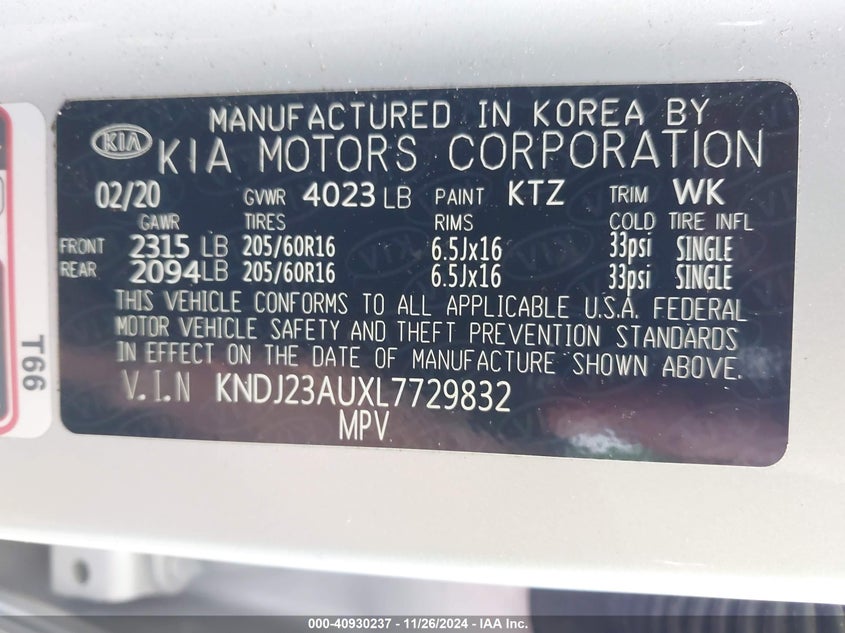 MANUFACTURED IN KOREA BY
KIA KIA MOTORS CORPORATION
02/20 GVWR 4023 LB PAINT KTZ TRIM WK
GAWR TIRES RIMS COLD TIRE INFL
FRONT 2315 LB 205/60R16 6.5Jx16 33psi SINGLE
REAR 2094 LB 205/60R16 6.5Jx16 33psi SINGLE
THIS VEHICLE CONFORMS TO ALL APPLICABLE U.S.A. FEDERAL
MOTOR VEHICLE SAFETY AND THEFT PREVENTION STANDARDS
IN EFFECT ON THE DATE OF MANUFACTURE SHOWN ABOVE.
V.I.N KNDJ23AUXL7729832
MPV
T66
000-40930237 - 11/26/2024 - IAA Inc.